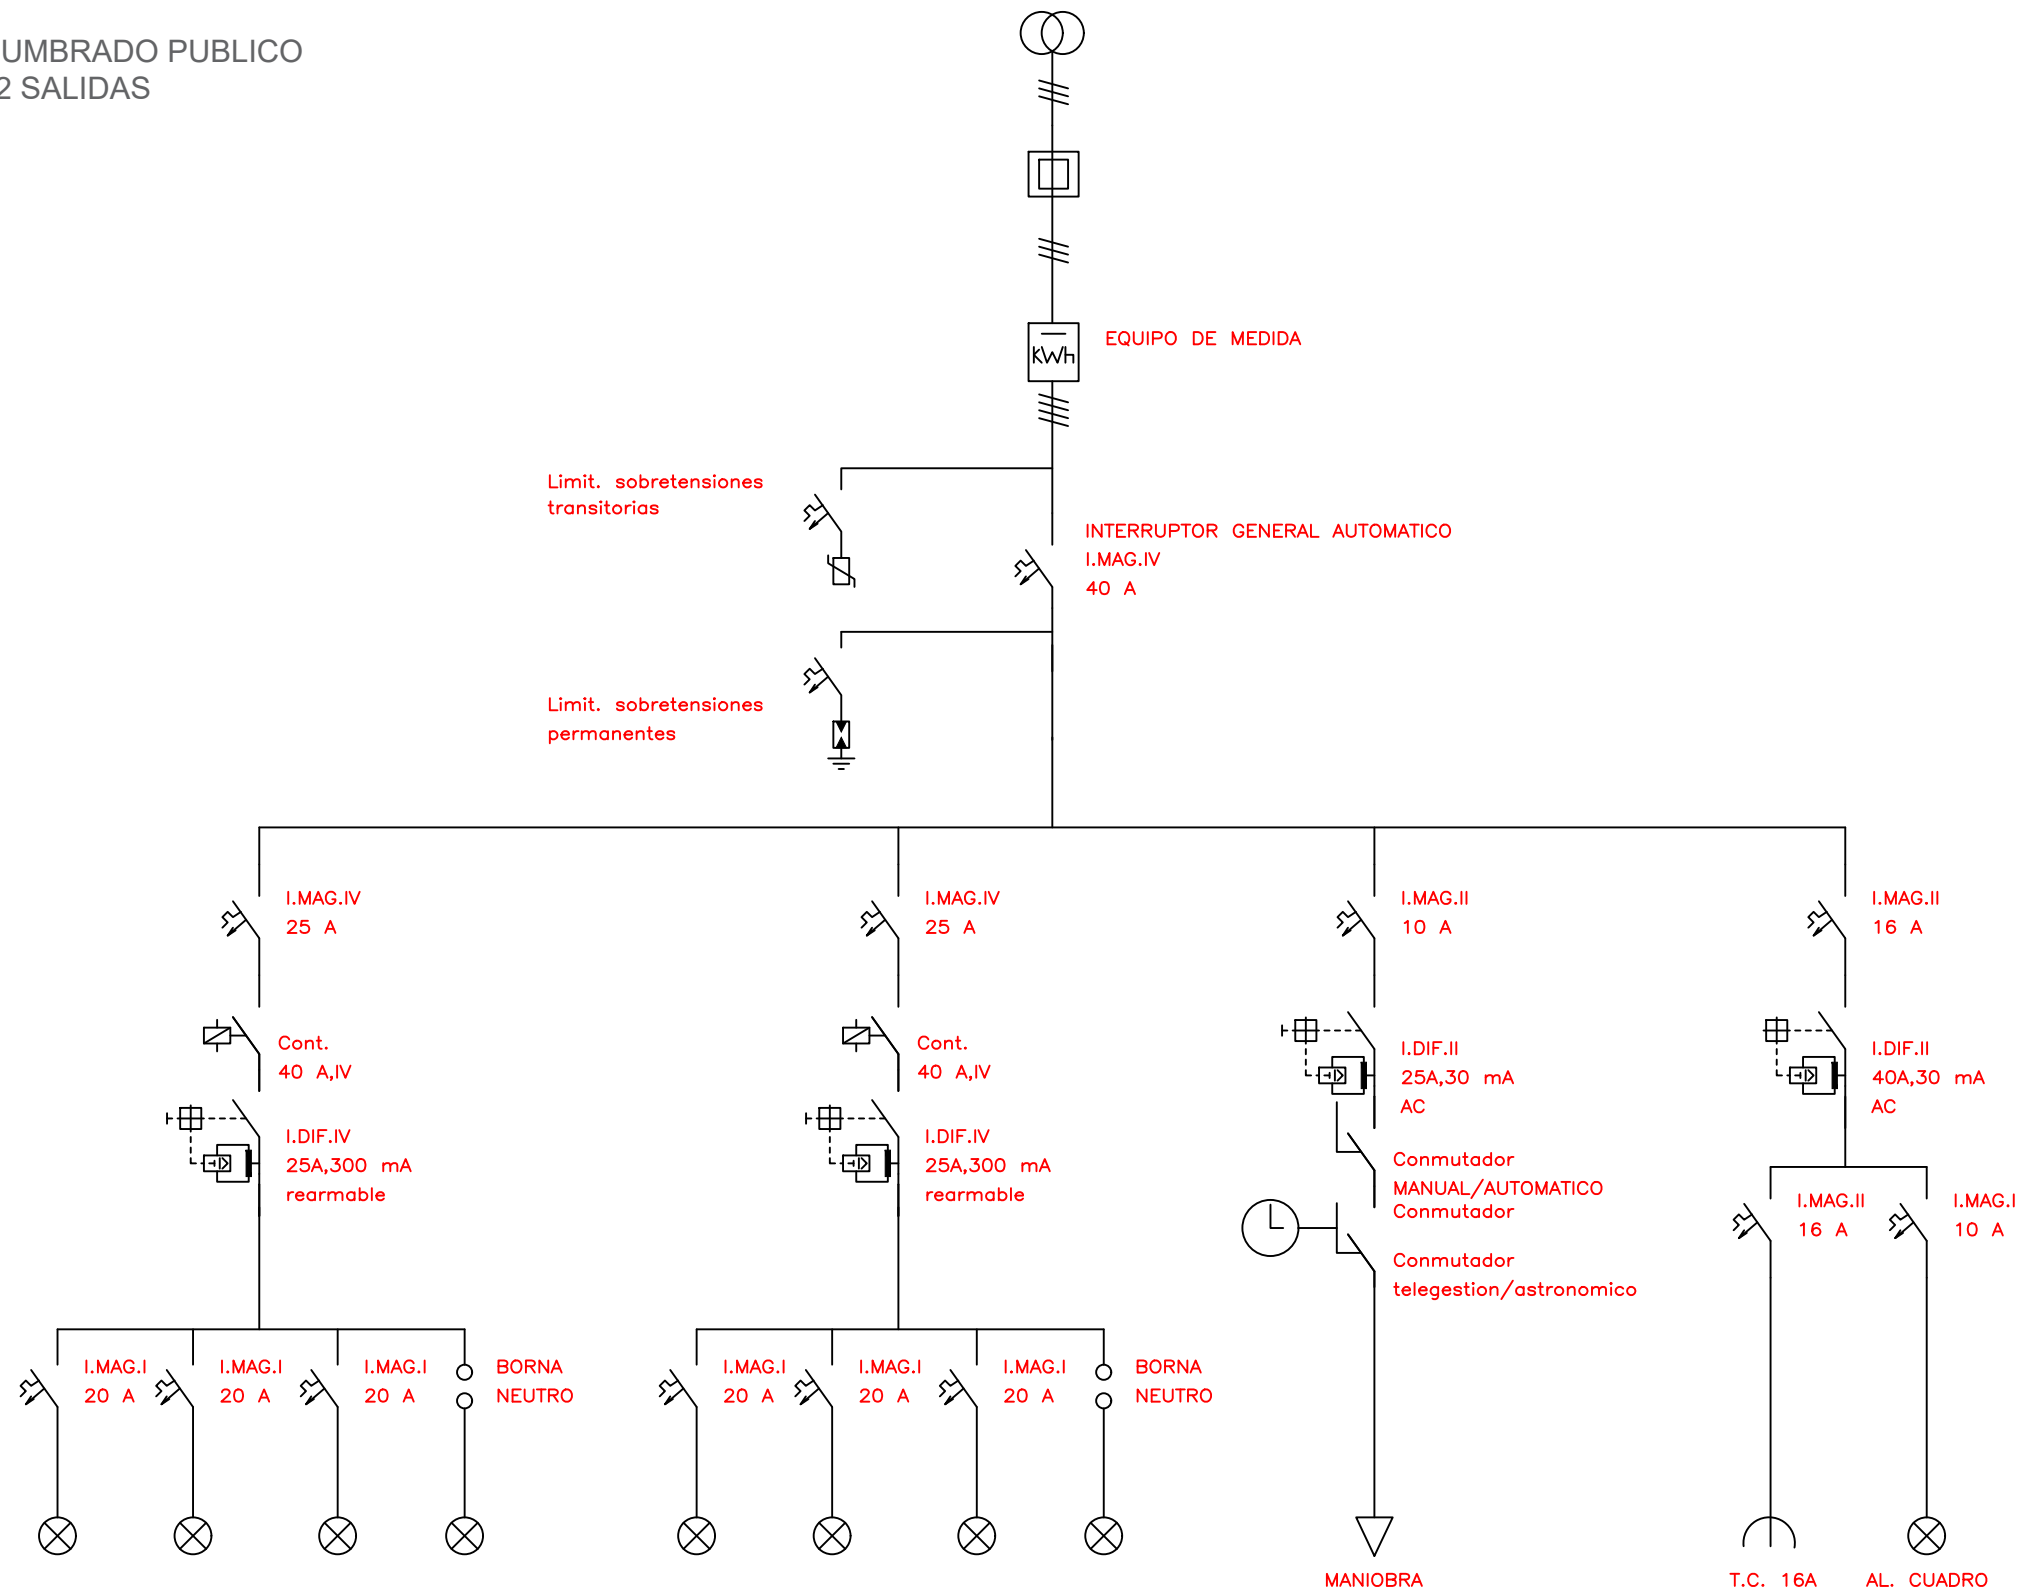 UMBRADO PUBLICO
2 SALIDAS
kWh
EQUIPO DE MEDIDA
Limit. sobretensiones
transitorias
INTERRUPTOR GENERAL AUTOMATICO
I.MAG.IV
40 A
Limit. sobretensiones
permanentes
I.MAG.IV
25 A
Cont.
40 A,IV
I.DIF.IV
25A,300 mA
rearmable
I.MAG.IV
25 A
Cont.
40 A,IV
I.DIF.IV
25A,300 mA
rearmable
I.MAG.II
10 A
I.DIF.II
25A,30 mA
AC
Conmutador
MANUAL/AUTOMATICO
Conmutador
Conmutador
telegestion/astronomico
I.MAG.II
16 A
I.DIF.II
40A,30 mA
AC
I.MAG.II
16 A
I.MAG.I
10 A
I.MAG.I
20 A
I.MAG.I
20 A
I.MAG.I
20 A
BORNA
NEUTRO
I.MAG.I
20 A
I.MAG.I
20 A
I.MAG.I
20 A
BORNA
NEUTRO
MANIOBRA
T.C. 16A
AL. CUADRO